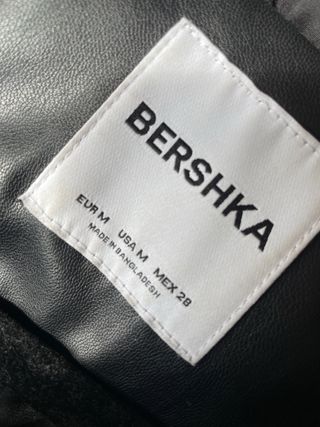 BERSHKA
EUR M USA M MEX 28
MADE IN BANGLADESH